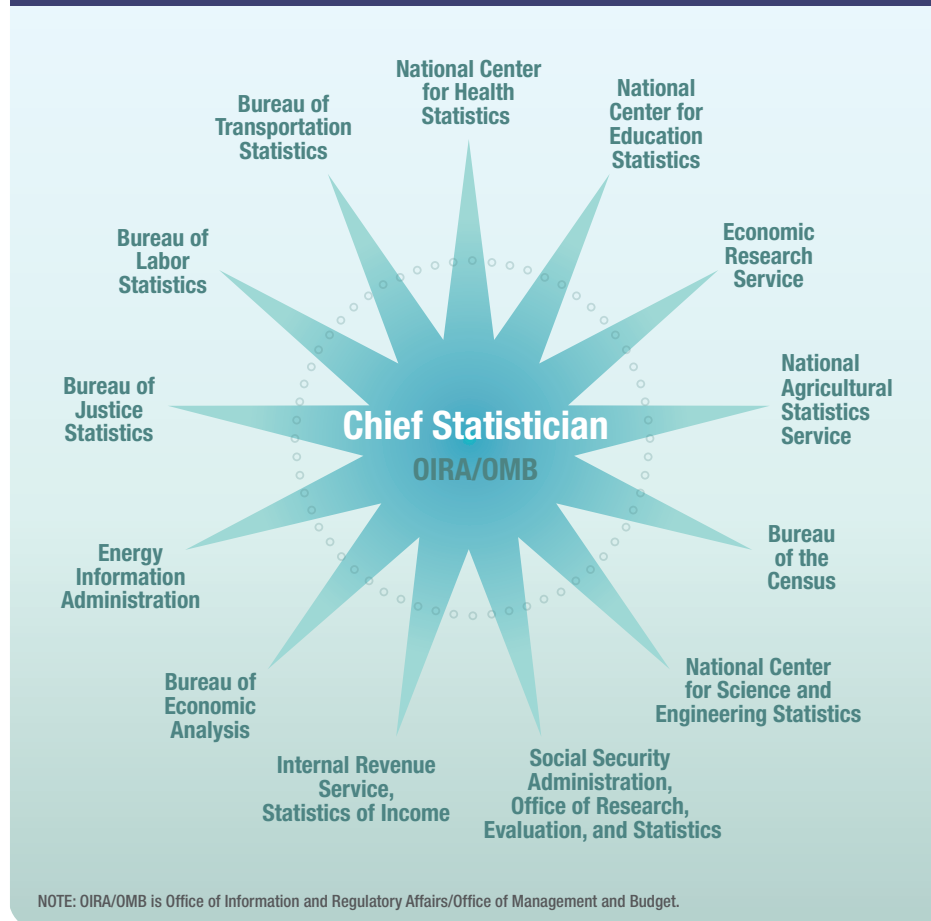 National Center
for Health
Statistics
National
Center for
Education
Statistics
Economic
Research
Service
National
Agricultural
Statistics
Service
Bureau
of the
Census
National Center
for Science and
Engineering Statistics
Social Security
Administration,
Office of Research,
Evaluation, and Statistics
Internal Revenue
Service,
Statistics of Income
Bureau of
Economic
Analysis
Energy
Information
Administration
Bureau of
Justice
Statistics
Bureau of
Labor
Statistics
Bureau of
Transportation
Statistics
Chief Statistician
OIRA/OMB
NOTE: OIRA/OMB is Office of Information and Regulatory Affairs/Office of Management and Budget.